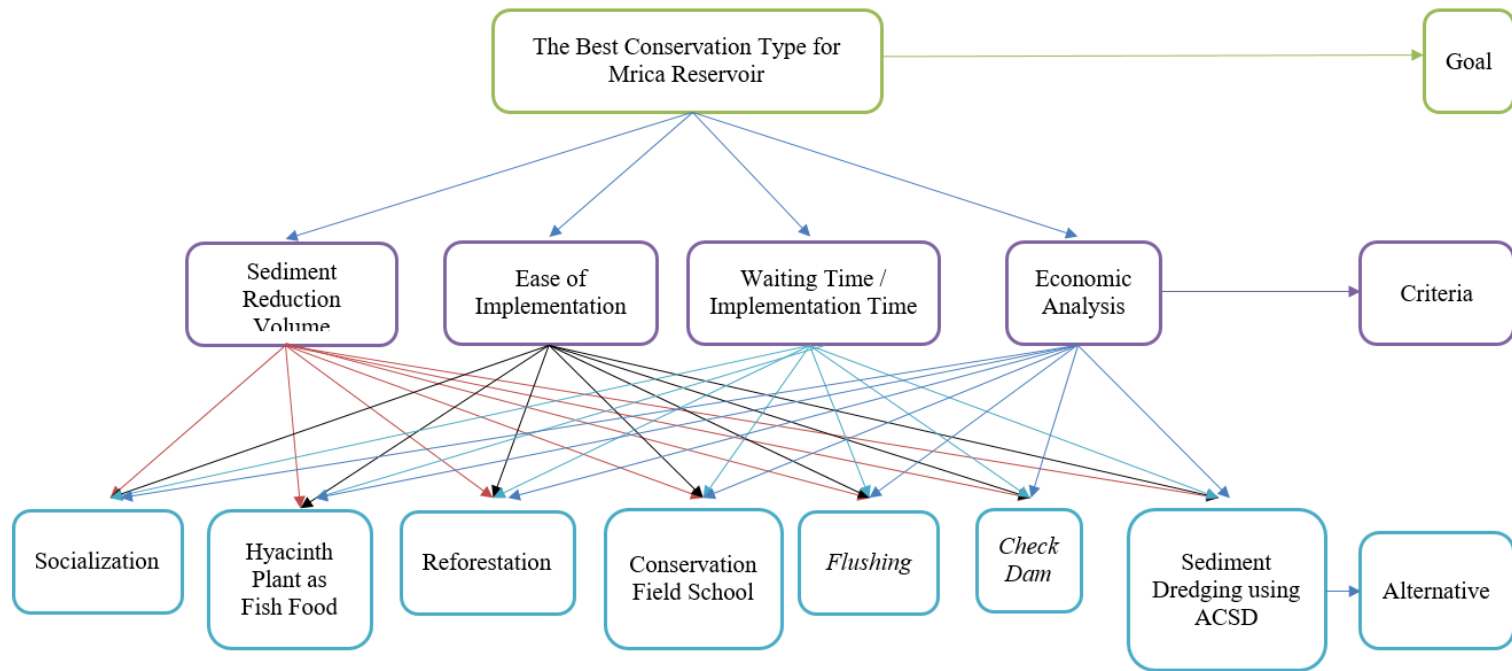 The Best Conservation Type for
Mrica Reservoir
Goal
Sediment
Reduction
Volume
Ease of
Implementation
Waiting Time /
Implementation Time
Economic
Analysis
Criteria
Socialization
Hyacinth
Plant as
Fish Food
Reforestation
Conservation
Field School
Flushing
Check
Dam
Sediment
Dredging using
ACSD
Alternative